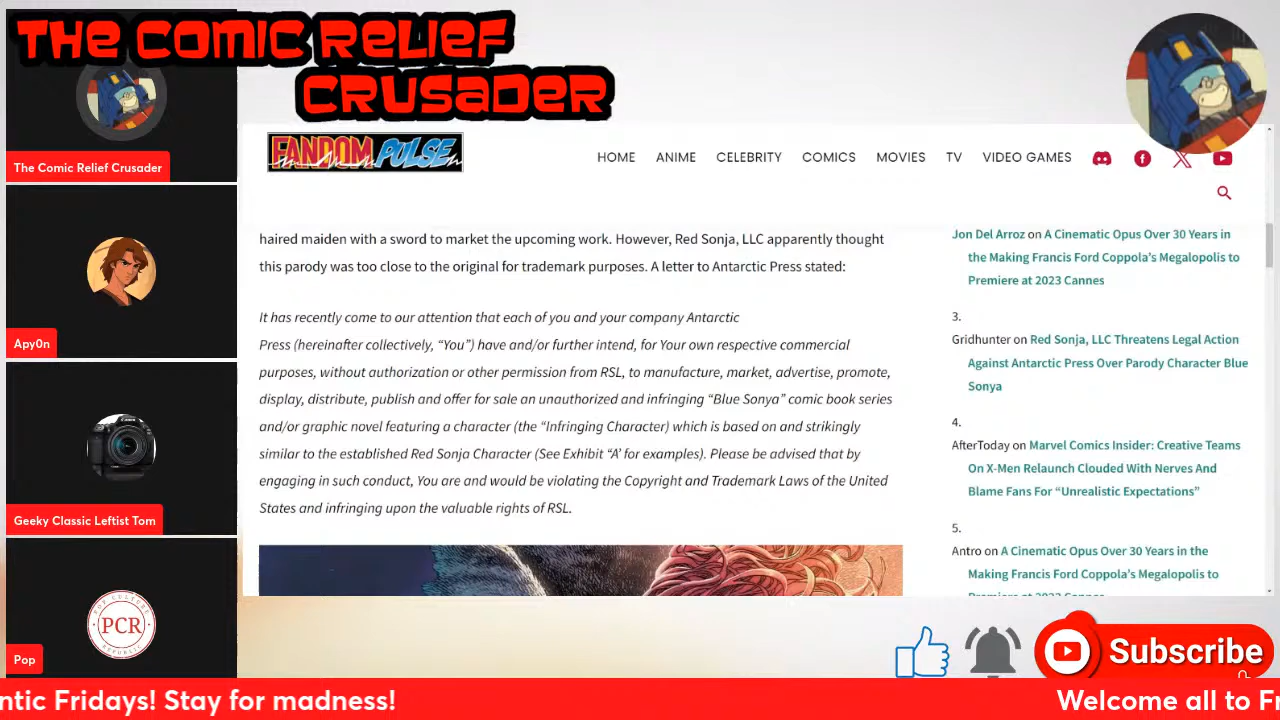 THE COMIC RELIEF
CRUSADER
The Comic Relief Crusader
Apy0n
Geeky Classic Leftist Tom
POP CULTURE
PCR
REPUBLIC
Pop
FANDOM PULSE
HOME ANIME CELEBRITY COMICS MOVIES TV VIDEO GAMES
haired maiden with a sword to market the upcoming work. However, Red Sonja, LLC apparently thought
this parody was too close to the original for trademark purposes. A letter to Antarctic Press stated:
It has recently come to our attention that each of you and your company Antarctic
Press (hereinafter collectively, “You”) have and/or further intend, for Your own respective commercial
purposes, without authorization or other permission from RSL, to manufacture, market, advertise, promote,
display, distribute, publish and offer for sale an unauthorized and infringing “Blue Sonya” comic book series
and/or graphic novel featuring a character (the “Infringing Character) which is based on and strikingly
similar to the established Red Sonja Character (See Exhibit “A’ for examples). Please be advised that by
engaging in such conduct, You are and would be violating the Copyright and Trademark Laws of the United
States and infringing upon the valuable rights of RSL.
Jon Del Arroz on A Cinematic Opus Over 30 Years in
the Making Francis Ford Coppola’s Megalopolis to
Premiere at 2023 Cannes
3.
Gridhunter on Red Sonja, LLC Threatens Legal Action
Against Antarctic Press Over Parody Character Blue
Sonya
4.
AfterToday on Marvel Comics Insider: Creative Teams
On X-Men Relaunch Clouded With Nerves And
Blame Fans For “Unrealistic Expectations”
5.
Antro on A Cinematic Opus Over 30 Years in the
Making Francis Ford Coppola’s Megalopolis to
Premiere at 2023 Cannes
Subscribe
ntic Fridays! Stay for madness! Welcome all to Fr